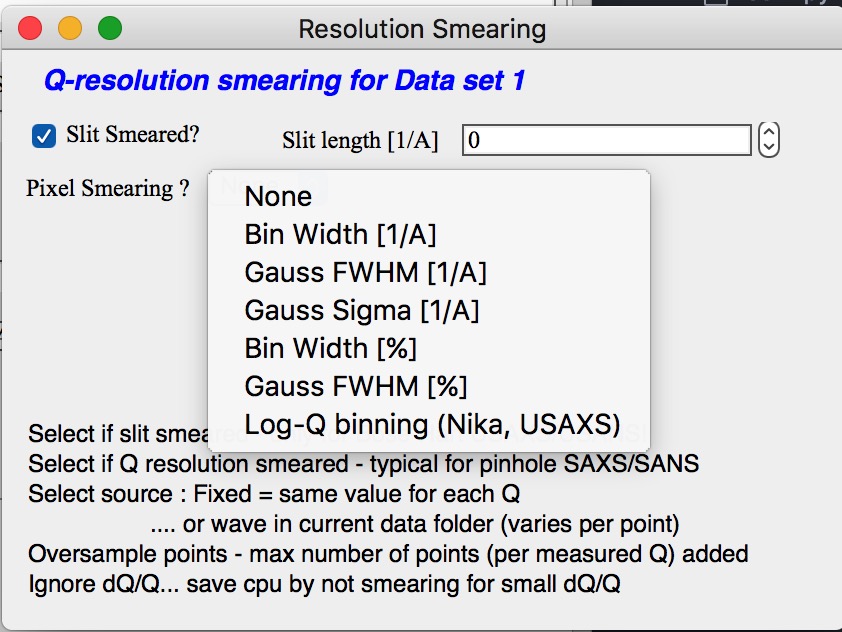 Resolution Smearing
Q-resolution smearing for Data set 1
Slit Smeared?
Slit length [1/A] 0
Pixel Smearing ?
None
Bin Width [1/A]
Gauss FWHM [1/A]
Gauss Sigma [1/A]
Bin Width [%]
Gauss FWHM [%]
Log-Q binning (Nika, USAXS)
Select if slit smea
Select if Q resolution smeared - typical for pinhole SAXS/SANS
Select source : Fixed = same value for each Q
.... or wave in current data folder (varies per point)
Oversample points - max number of points (per measured Q) added
Ignore dQ/Q... save cpu by not smearing for small dQ/Q